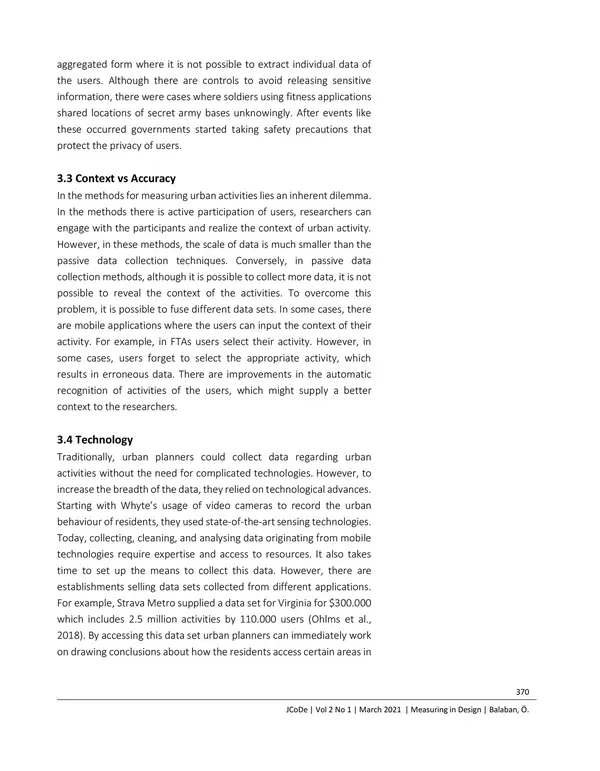 aggregated form where it is not possible to extract individual data of
the users. Although there are controls to avoid releasing sensitive
information, there were cases where soldiers using fitness applications
shared locations of secret army bases unknowingly. After events like
these occurred governments started taking safety precautions that
protect the privacy of users.
3.3 Context vs Accuracy
In the methods for measuring urban activities lies an inherent dilemma.
In the methods there is active participation of users, researchers can
engage with the participants and realize the context of urban activity.
However, in these methods, the scale of data is much smaller than the
passive data collection techniques. Conversely, in passive data
collection methods, although it is possible to collect more data, it is not
possible to reveal the context of the activities. To overcome this
problem, it is possible to fuse different data sets. In some cases, there
are mobile applications where the users can input the context of their
activity. For example, in FTAs users select their activity. However, in
some cases, users forget to select the appropriate activity, which
results in erroneous data. There are improvements in the automatic
recognition of activities of the users, which might supply a better
context to the researchers.
3.4 Technology
Traditionally, urban planners could collect data regarding urban
activities without the need for complicated technologies. However, to
increase the breadth of the data, they relied on technological advances.
Starting with Whyte's usage of video cameras to record the urban
behaviour of residents, they used state-of-the-art sensing technologies.
Today, collecting, cleaning, and analysing data originating from mobile
technologies require expertise and access to resources. It also takes
time to set up the means to collect this data. However, there are
establishments selling data sets collected from different applications.
For example, Strava Metro supplied a data set for Virginia for $300.000
which includes 2.5 million activities by 110.000 users (Ohlms et al.,
2018). By accessing this data set urban planners can immediately work
on drawing conclusions about how the residents access certain areas in
370
JCoDe | Vol 2 No 1 | March 2021 | Measuring in Design | Balaban, Ö.